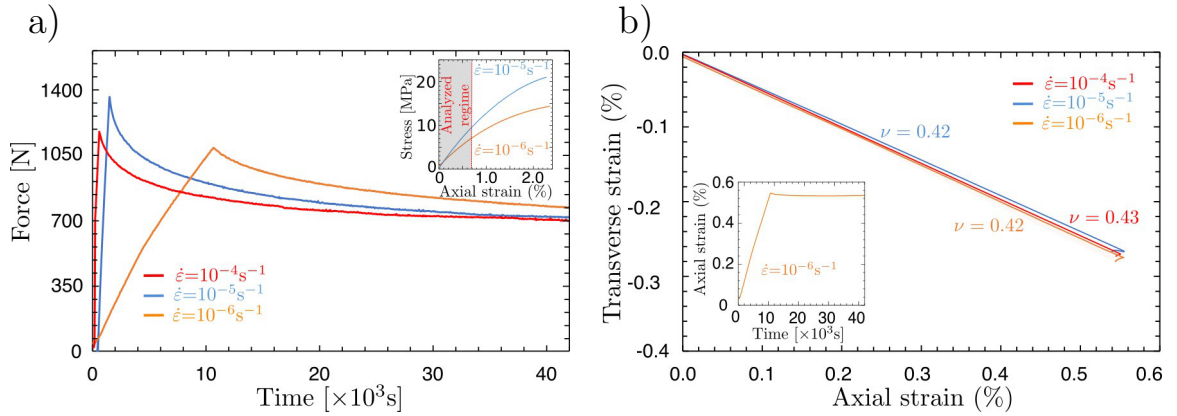 a)
Force [N]
1400
1050
700
350
0
0
10
20
30
40
Time [×10³s]
ε̇=10⁻⁴s⁻¹
ε̇=10⁻⁵s⁻¹
ε̇=10⁻⁶s⁻¹
Stress [MPa]
20
10
0
0
1.0
2.0
Axial strain (%)
Analyzed
regime
ε̇=10⁻⁵s⁻¹
ε̇=10⁻⁶s⁻¹
b)
Transverse strain (%)
0.0
-0.1
-0.2
-0.3
-0.4
0.0
0.1
0.2
0.3
0.4
0.5
0.6
Axial strain (%)
ε̇=10⁻⁴s⁻¹
ε̇=10⁻⁵s⁻¹
ε̇=10⁻⁶s⁻¹
ν = 0.42
ν = 0.43
ν = 0.42
Axial strain (%)
0.6
0.4
0.2
0
0
10
20
30
40
Time [×10³s]
ε̇=10⁻⁶s⁻¹